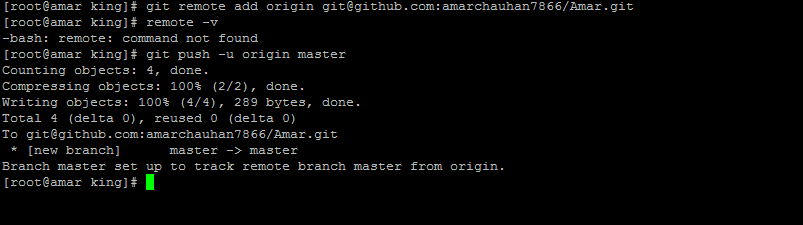 [root@amar king]# git remote add origin git@github.com:amarchauhan7866/Amar.git
[root@amar king]# remote -v
-bash: remote: command not found
[root@amar king]# git push -u origin master
Counting objects: 4, done.
Compressing objects: 100% (2/2), done.
Writing objects: 100% (4/4), 289 bytes, done.
Total 4 (delta 0), reused 0 (delta 0)
To git@github.com:amarchauhan7866/Amar.git
 * [new branch]      master -> master
Branch master set up to track remote branch master from origin.
[root@amar king]#